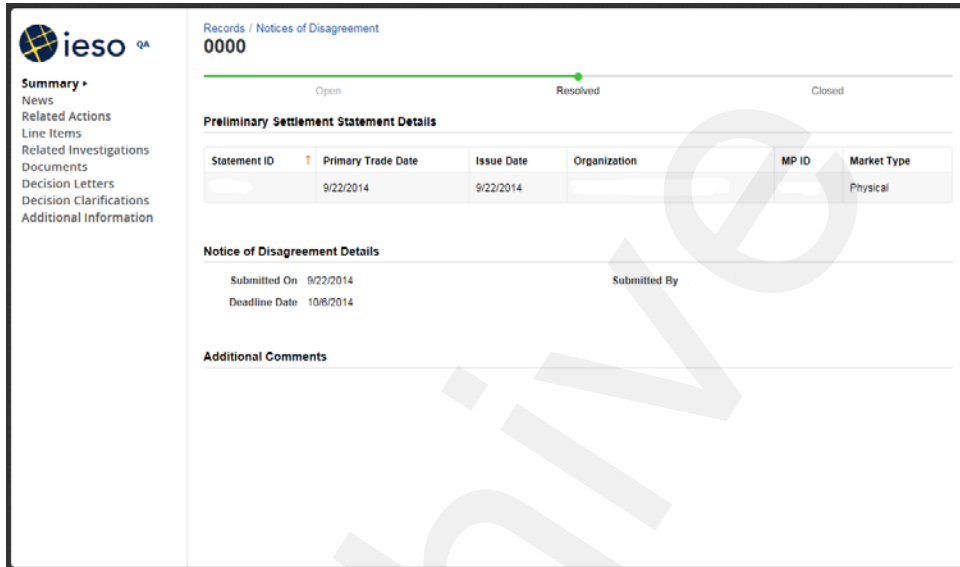 ieso QA
Summary ▸
News
Related Actions
Line Items
Related Investigations
Documents
Decision Letters
Decision Clarifications
Additional Information
Records / Notices of Disagreement
0000
Open Resolved Closed
Preliminary Settlement Statement Details
Statement ID ↑ Primary Trade Date Issue Date Organization MP ID Market Type
9/22/2014 9/22/2014 Physical
Notice of Disagreement Details
Submitted On 9/22/2014 Submitted By
Deadline Date 10/6/2014
Additional Comments